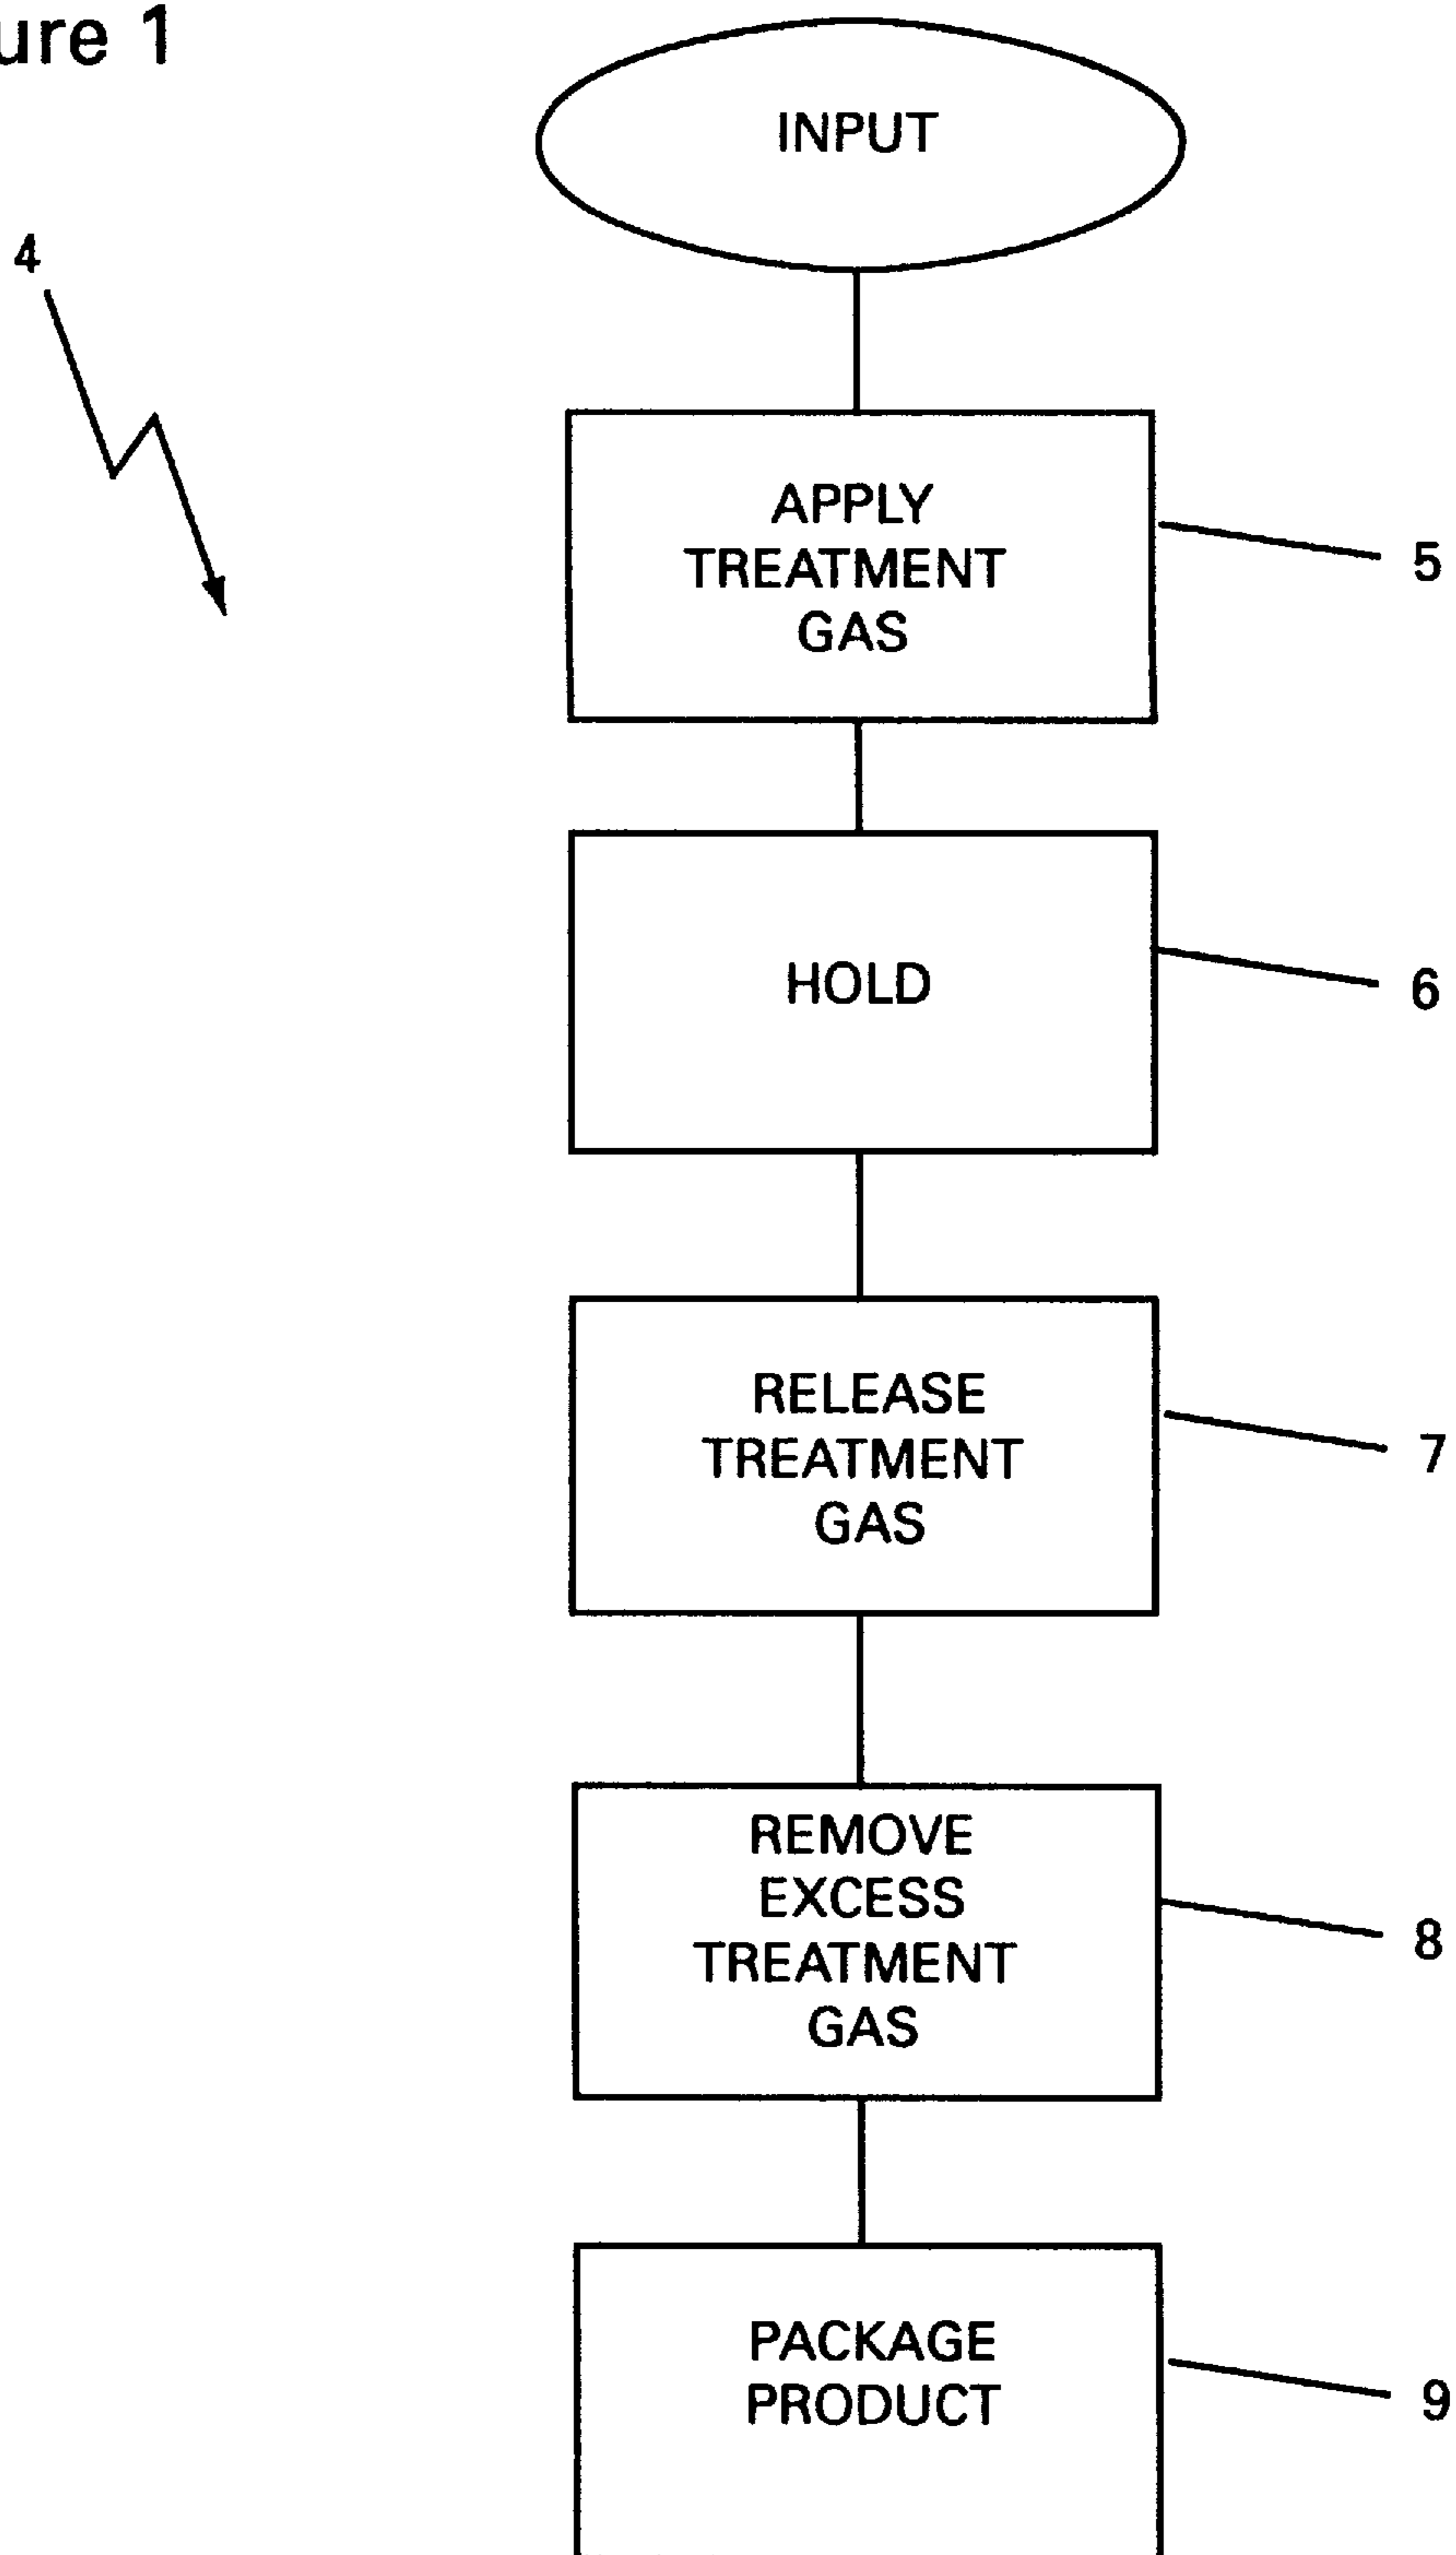 ure 1
INPUT
4
APPLY
TREATMENT
GAS
5
HOLD
6
RELEASE
TREATMENT
GAS
7
REMOVE
EXCESS
TREATMENT
GAS
8
PACKAGE
PRODUCT
9